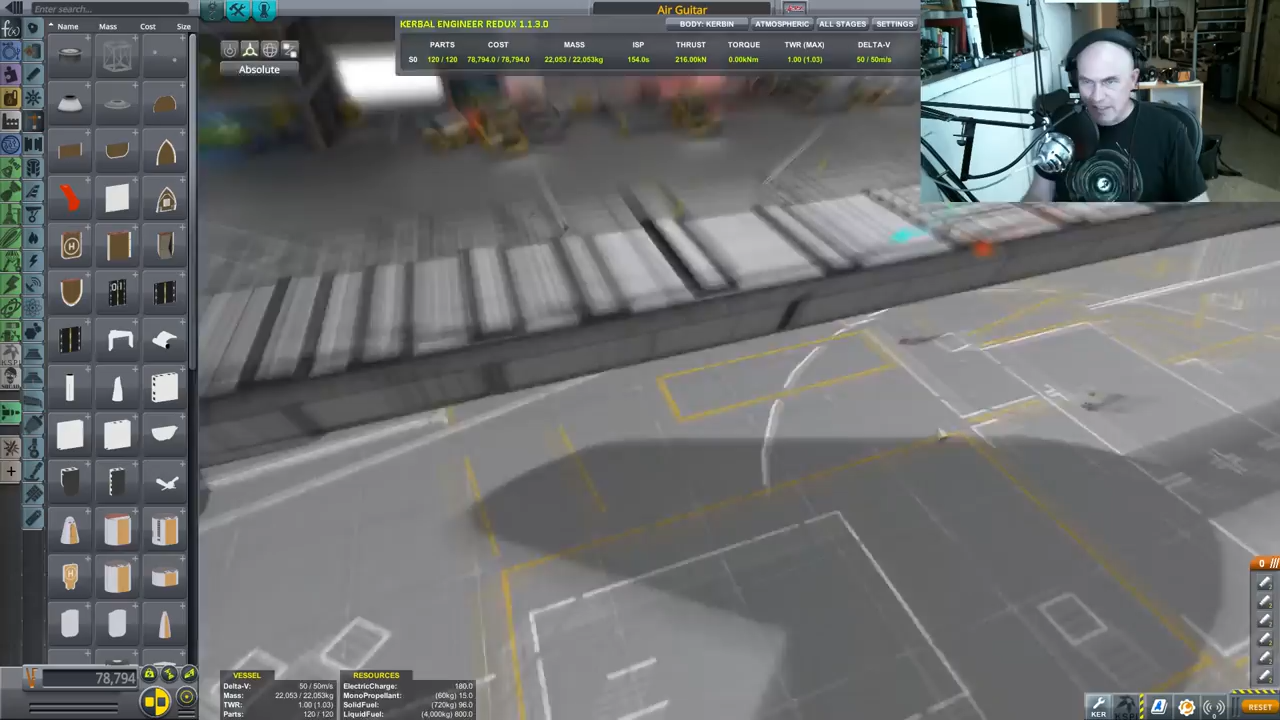 Enter search...
Name Mass Cost Size
Air Guitar
KERBAL ENGINEER REDUX 1.1.3.0
BODY: KERBIN ATMOSPHERIC ALL STAGES SETTINGS
PARTS COST MASS ISP THRUST TORQUE TWR (MAX) DELTA-V
S0 120 / 120 78,794.0 / 78,794.0 22,053 / 22,053kg 154.0s 216.00kN 0.00kNm 1.00 (1.03) 50 / 50m/s
Absolute
78,794
VESSEL
Delta-V: 50 / 50m/s
Mass: 22,053 / 22,053kg
TWR: 1.00 (1.03)
Parts: 120 / 120
RESOURCES
ElectricCharge: 180.0
MonoPropellant: (60kg) 15.0
SolidFuel: (720kg) 96.0
LiquidFuel: (4,000kg) 800.0
0
KER
RESET